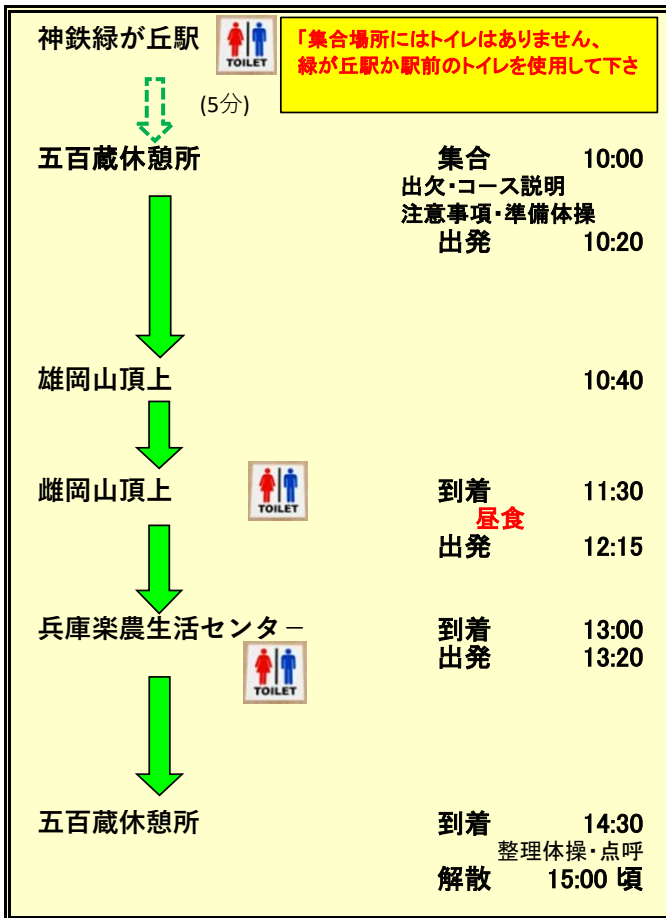 神鉄緑が丘駅
TOILET
「集合場所にはトイレはありません、
緑が丘駅か駅前のトイレを使用して下さ
(5分)
五百蔵休憩所 集合 10:00
出欠・コース説明
注意事項・準備体操
出発 10:20
雄岡山頂上 10:40
雌岡山頂上 到着 11:30
TOILET
昼食
出発 12:15
兵庫楽農生活センタ－ 到着 13:00
出発 13:20
TOILET
五百蔵休憩所 到着 14:30
整理体操・点呼
解散 15:00 頃